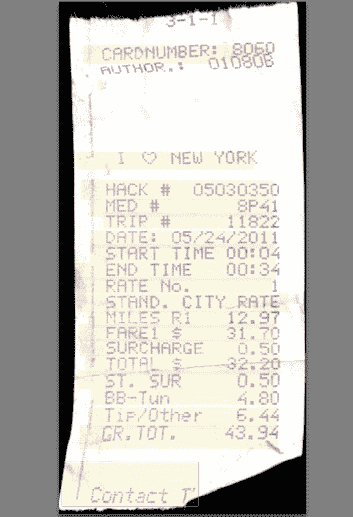 3-1-1
CARDNUMBER: 8060
AUTHOR.: 010806
I ♡ NEW YORK
HACK # 05030350
MED # 8P41
TRIP # 11822
DATE: 05/24/2011
START TIME 00:04
END TIME 00:34
RATE No. 1
STAND. CITY RATE
MILES R1 12.97
FARE1 $ 31.70
SURCHARGE 0.50
TOTAL $ 32.20
ST. SUR 0.50
BB-Tun 4.80
Tip/Other 6.44
GR.TOT. 43.94
Contact